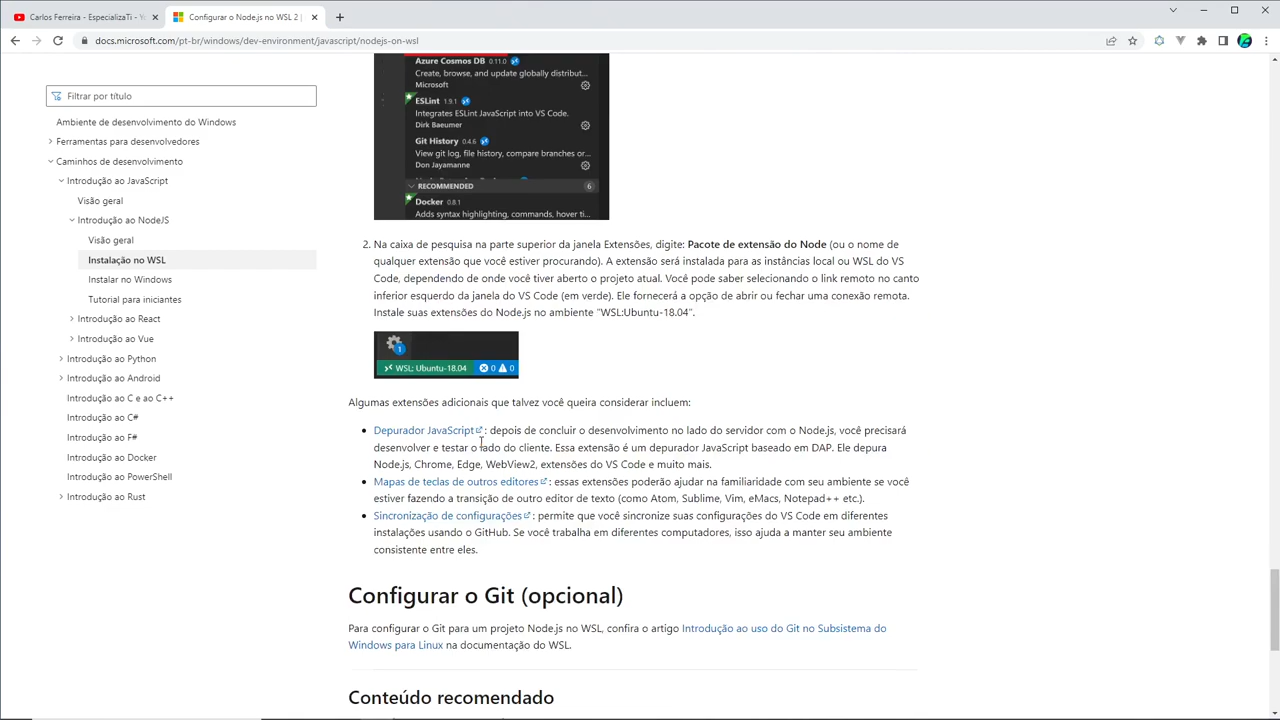 Carlos Ferreira - EspecializaTi - Yo
Configurar o Node.js no WSL 2 |
docs.microsoft.com/pt-br/windows/dev-environment/javascript/nodejs-on-wsl
Filtrar por título
Ambiente de desenvolvimento do Windows
Ferramentas para desenvolvedores
Caminhos de desenvolvimento
Introdução ao JavaScript
Visão geral
Introdução ao NodeJS
Visão geral
Instalação no WSL
Instalar no Windows
Tutorial para iniciantes
Introdução ao React
Introdução ao Vue
Introdução ao Python
Introdução ao Android
Introdução ao C e ao C++
Introdução ao C#
Introdução ao F#
Introdução ao Docker
Introdução ao PowerShell
Introdução ao Rust
Azure Cosmos DB 0.11.0
Create, browse, and update globally distribut...
Microsoft
ESLint 1.9.1
Integrates ESLint JavaScript into VS Code.
Dirk Baeumer
Git History 0.4.6
View git log, file history, compare branches or...
Don Jayamanne
RECOMMENDED 6
Docker 0.8.1
Adds syntax highlighting, commands, hover ti...
2. Na caixa de pesquisa na parte superior da janela Extensões, digite: Pacote de extensão do Node (ou o nome de
qualquer extensão que você estiver procurando). A extensão será instalada para as instâncias local ou WSL do VS
Code, dependendo de onde você tiver aberto o projeto atual. Você pode saber selecionando o link remoto no canto
inferior esquerdo da janela do VS Code (em verde). Ele fornecerá a opção de abrir ou fechar uma conexão remota.
Instale suas extensões do Node.js no ambiente "WSL:Ubuntu-18.04".
1
WSL: Ubuntu-18.04 0 0
Algumas extensões adicionais que talvez você queira considerar incluem:
• Depurador JavaScript : depois de concluir o desenvolvimento no lado do servidor com o Node.js, você precisará
desenvolver e testar o lado do cliente. Essa extensão é um depurador JavaScript baseado em DAP. Ele depura
Node.js, Chrome, Edge, WebView2, extensões do VS Code e muito mais.
• Mapas de teclas de outros editores : essas extensões poderão ajudar na familiaridade com seu ambiente se você
estiver fazendo a transição de outro editor de texto (como Atom, Sublime, Vim, eMacs, Notepad++ etc.).
• Sincronização de configurações : permite que você sincronize suas configurações do VS Code em diferentes
instalações usando o GitHub. Se você trabalha em diferentes computadores, isso ajuda a manter seu ambiente
consistente entre eles.
Configurar o Git (opcional)
Para configurar o Git para um projeto Node.js no WSL, confira o artigo Introdução ao uso do Git no Subsistema do
Windows para Linux na documentação do WSL.
Conteúdo recomendado